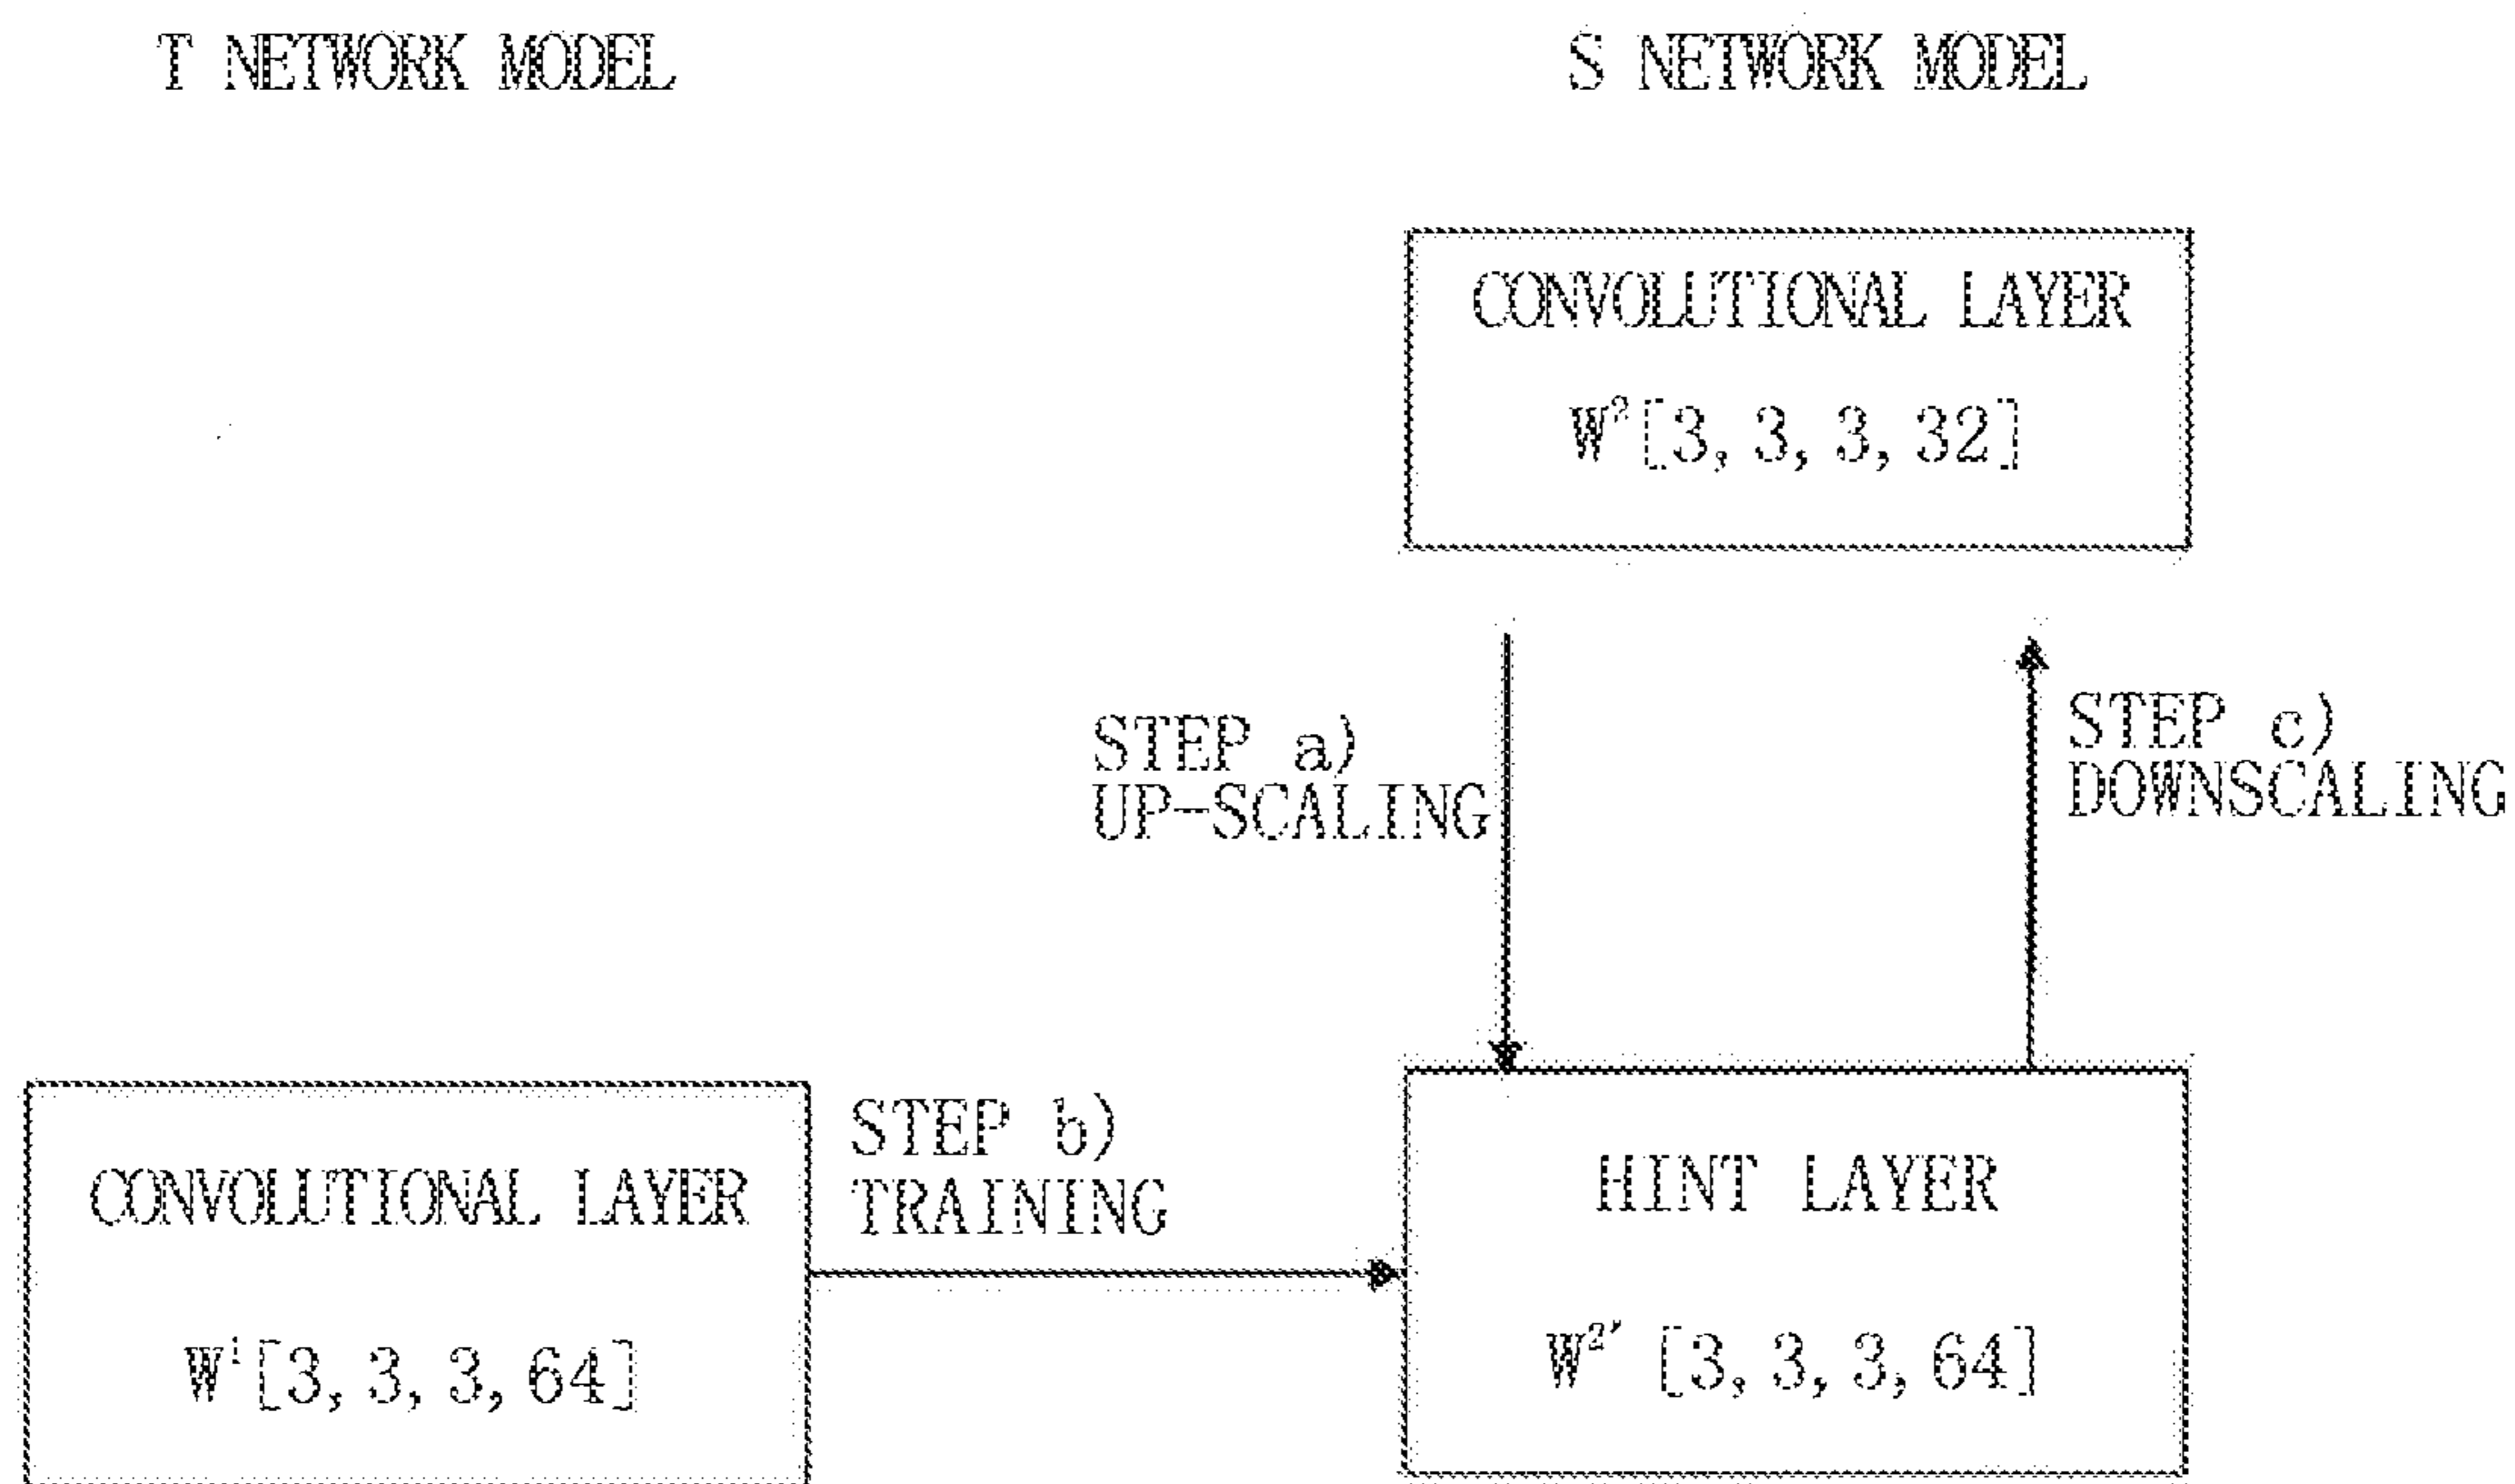 T NETWORK MODEL
S NETWORK MODEL
CONVOLUTIONAL LAYER
W²[3, 3, 3, 32]
STEP a)
UP-SCALING
STEP c)
DOWNSCALING
CONVOLUTIONAL LAYER
W¹[3, 3, 3, 64]
STEP b)
TRAINING
HINT LAYER
W²′ [3, 3, 3, 64]